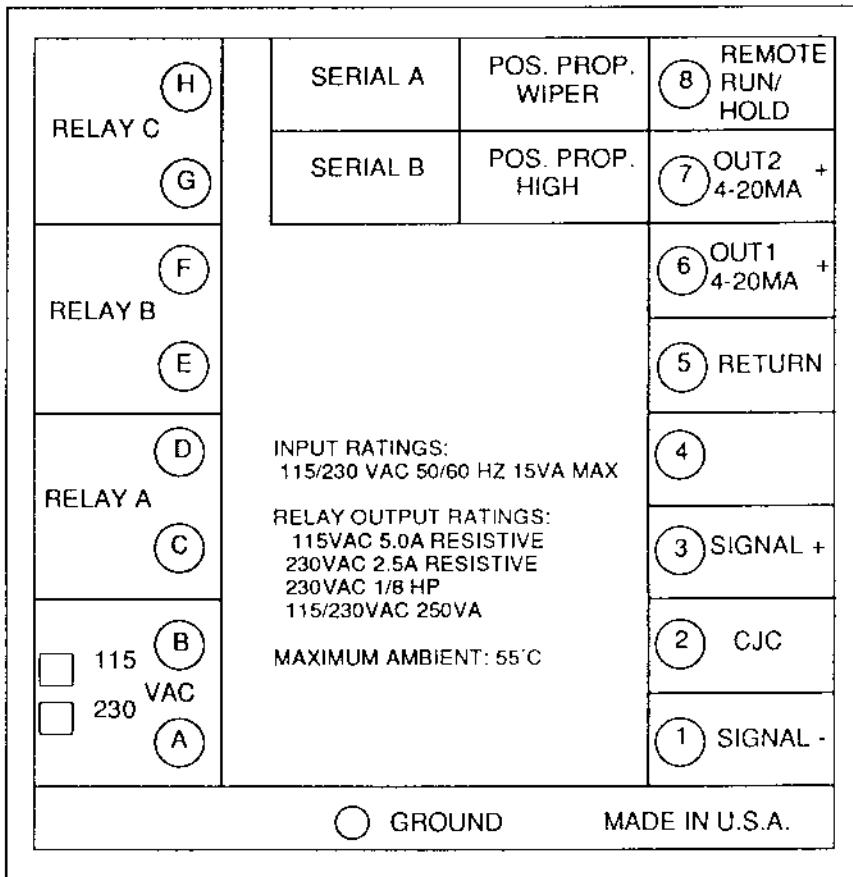 H
RELAY C
G
F
RELAY B
E
D
RELAY A
C
B
115
VAC
230
A
SERIAL A
POS. PROP.
WIPER
SERIAL B
POS. PROP.
HIGH
8
REMOTE
RUN/
HOLD
7
OUT2 +
4-20MA
6
OUT1 +
4-20MA
5 RETURN
4
3 SIGNAL +
2 CJC
1 SIGNAL -
INPUT RATINGS:
115/230 VAC 50/60 HZ 15VA MAX
RELAY OUTPUT RATINGS:
115VAC 5.0A RESISTIVE
230VAC 2.5A RESISTIVE
230VAC 1/8 HP
115/230VAC 250VA
MAXIMUM AMBIENT: 55°C
GROUND
MADE IN U.S.A.